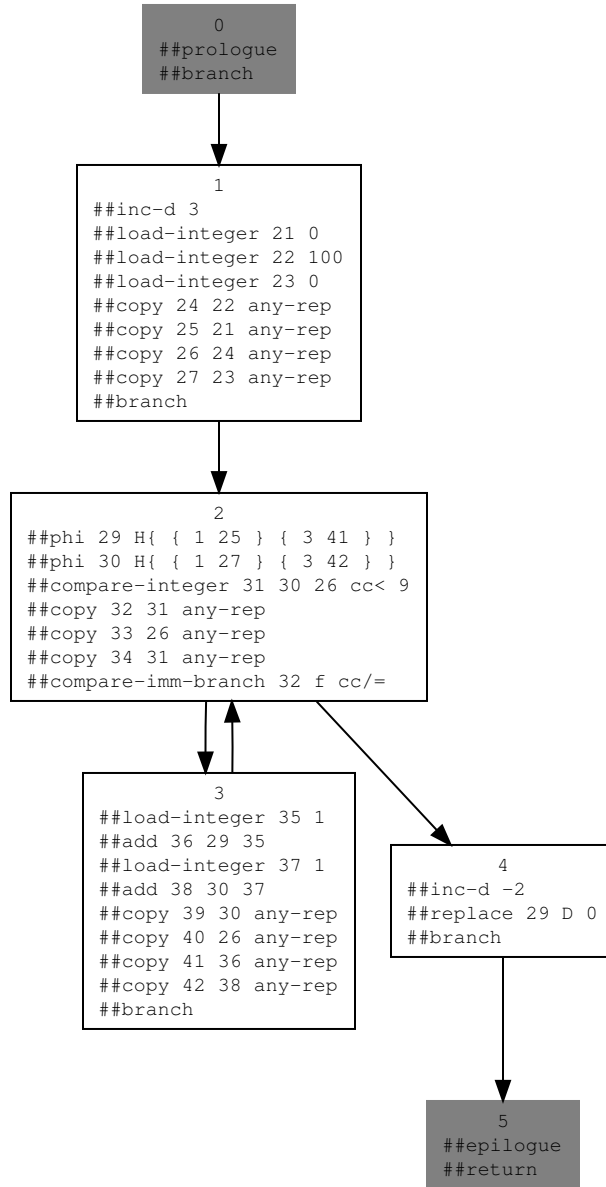 0
##prologue
##branch
1
##inc-d 3
##load-integer 21 0
##load-integer 22 100
##load-integer 23 0
##copy 24 22 any-rep
##copy 25 21 any-rep
##copy 26 24 any-rep
##copy 27 23 any-rep
##branch
2
##phi 29 H{ { 1 25 } { 3 41 } }
##phi 30 H{ { 1 27 } { 3 42 } }
##compare-integer 31 30 26 cc< 9
##copy 32 31 any-rep
##copy 33 26 any-rep
##copy 34 31 any-rep
##compare-imm-branch 32 f cc/=
3
##load-integer 35 1
##add 36 29 35
##load-integer 37 1
##add 38 30 37
##copy 39 30 any-rep
##copy 40 26 any-rep
##copy 41 36 any-rep
##copy 42 38 any-rep
##branch
4
##inc-d -2
##replace 29 D 0
##branch
5
##epilogue
##return